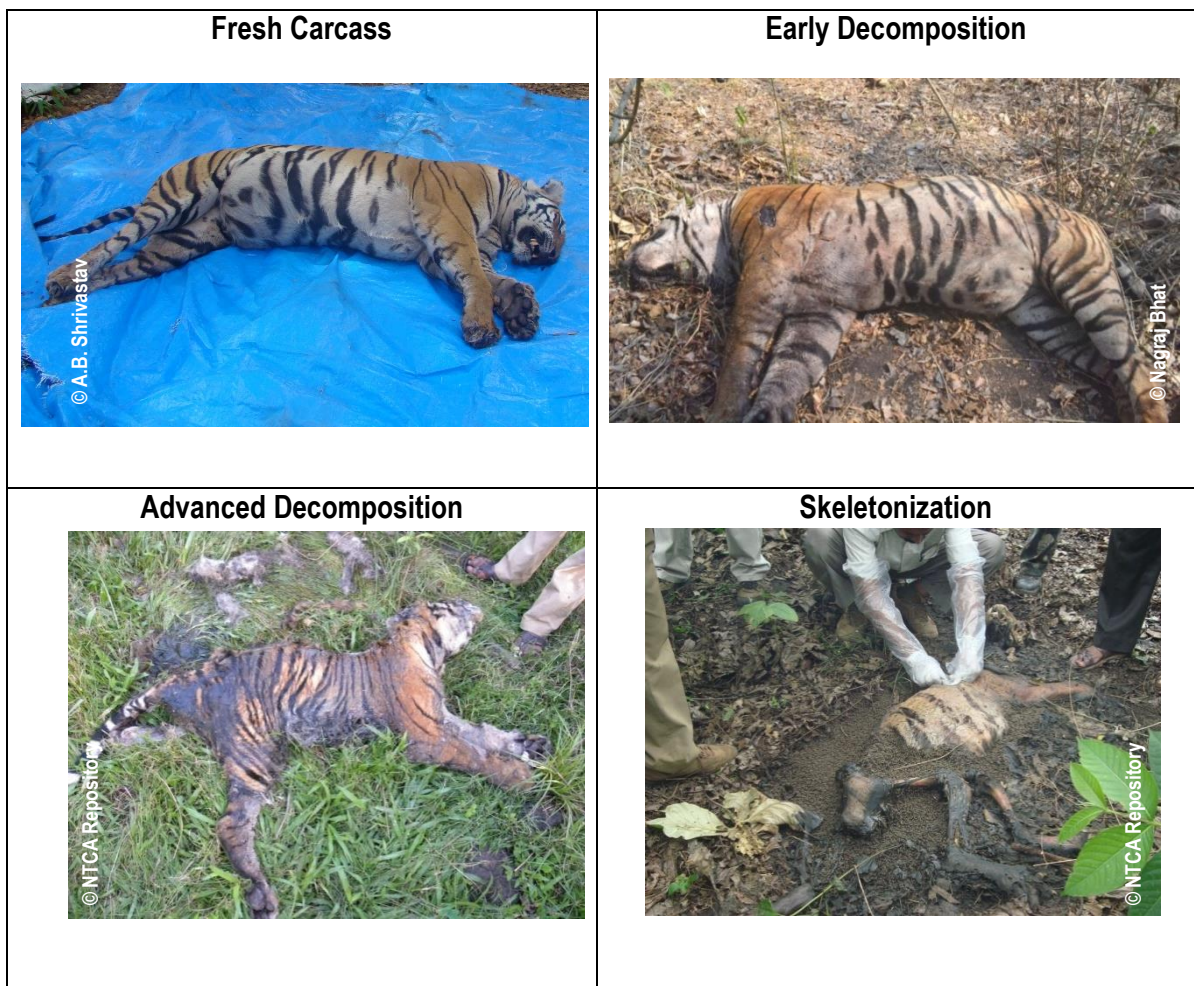 Fresh Carcass
© A.B. Shrivastav
Early Decomposition
© Nagraj Bhat
Advanced Decomposition
© NTCA Repository
Skeletonization
© NTCA Repository